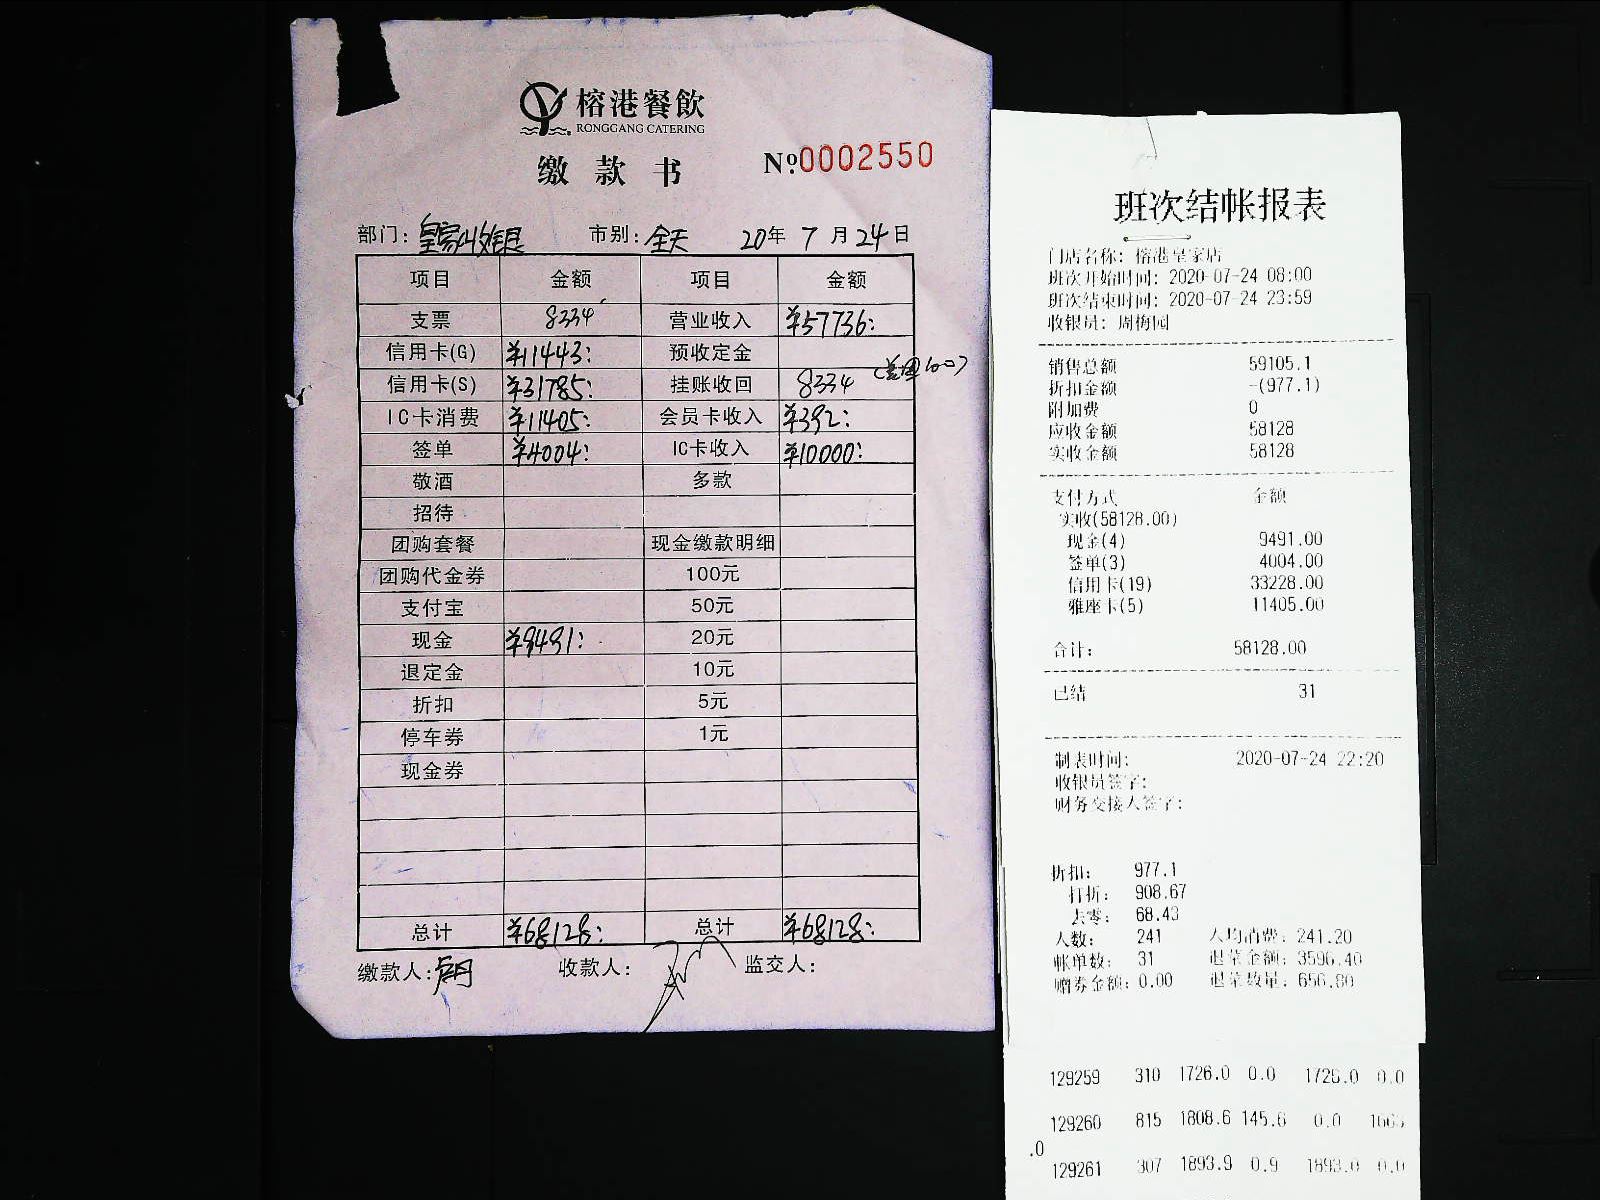 榕港餐飲
RONGGANG CATERING
缴款书
№0002550
部门：皇家收银 市别：全天 20年 7月 24日
项目 金额 项目 金额
支票 8334 营业收入 ¥57736:
信用卡(G) ¥11443: 预收定金
信用卡(S) ¥31785: 挂账收回 8334
IC卡消费 ¥11405: 会员卡收入 ¥392:
签单 ¥4004: IC卡收入 ¥10000:
敬酒 多款
招待
团购套餐 现金缴款明细
团购代金券 100元
支付宝 50元
现金 ¥9491: 20元
退定金 10元
折扣 5元
停车券 1元
现金券
总计 ¥68128: 总计 ¥68128:
缴款人： 收款人： 监交人：
班次结帐报表
门店名称: 榕港皇家店
班次开始时间: 2020-07-24 08:00
班次结束时间: 2020-07-24 23:59
收银员: 周梅园
销售总额 59105.1
折扣金额 -(977.1)
附加费 0
应收金额 58128
实收金额 58128
支付方式 金额
实收(58128.00)
现金(4) 9491.00
签单(3) 4004.00
信用卡(19) 33228.00
雅座卡(5) 11405.00
合计: 58128.00
已结 31
制表时间: 2020-07-24 22:20
收银员签字:
财务交接人签字:
折扣: 977.1
打折: 908.67
去零: 68.43
人数: 241 人均消费: 241.20
帐单数: 31 退菜金额: 3596.40
赠券金额: 0.00 退菜数量: 656.80
129259 310 1726.0 0.0 1726.0 0.0
129260 815 1808.6 145.6 0.0
.0
129261 307 1893.9 0.9 1893.0 0.0